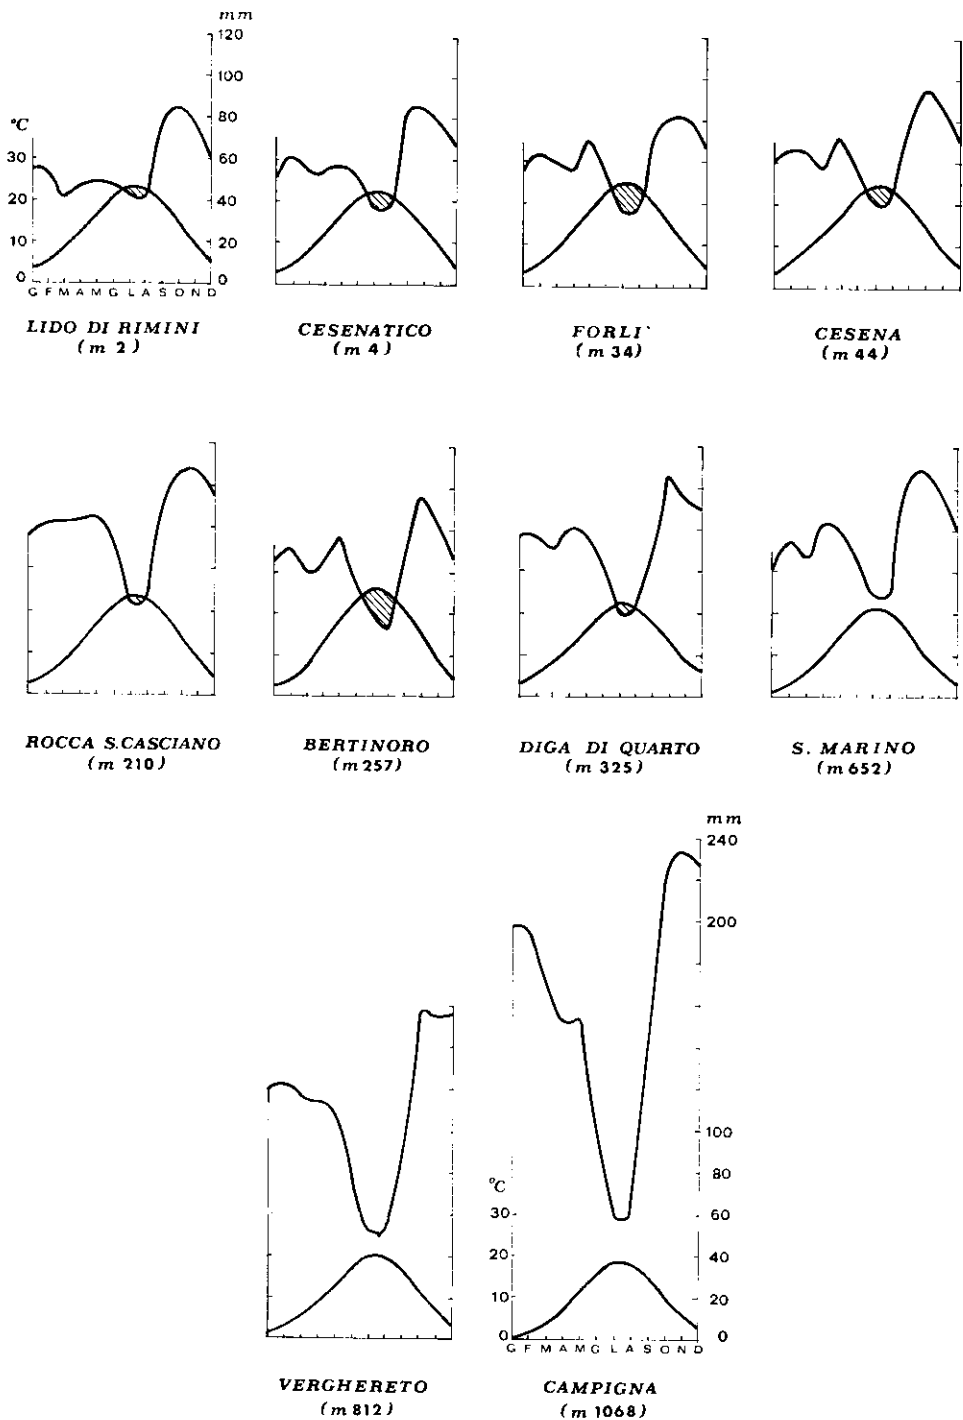 mm
120
100
80
60
40
20
0
°C
30
20
10
0
G F M A M G L A S O N D
LIDO DI RIMINI
(m 2)
CESENATICO
(m 4)
FORLI`
(m 34)
CESENA
(m 44)
ROCCA S.CASCIANO
(m 210)
BERTINORO
(m 257)
DIGA DI QUARTO
(m 325)
S. MARINO
(m 652)
mm
240
200
100
80
60
40
20
0
°C
30
20
10
0
G F M A M G L A S O N D
VERGHERETO
(m 812)
CAMPIGNA
(m 1068)